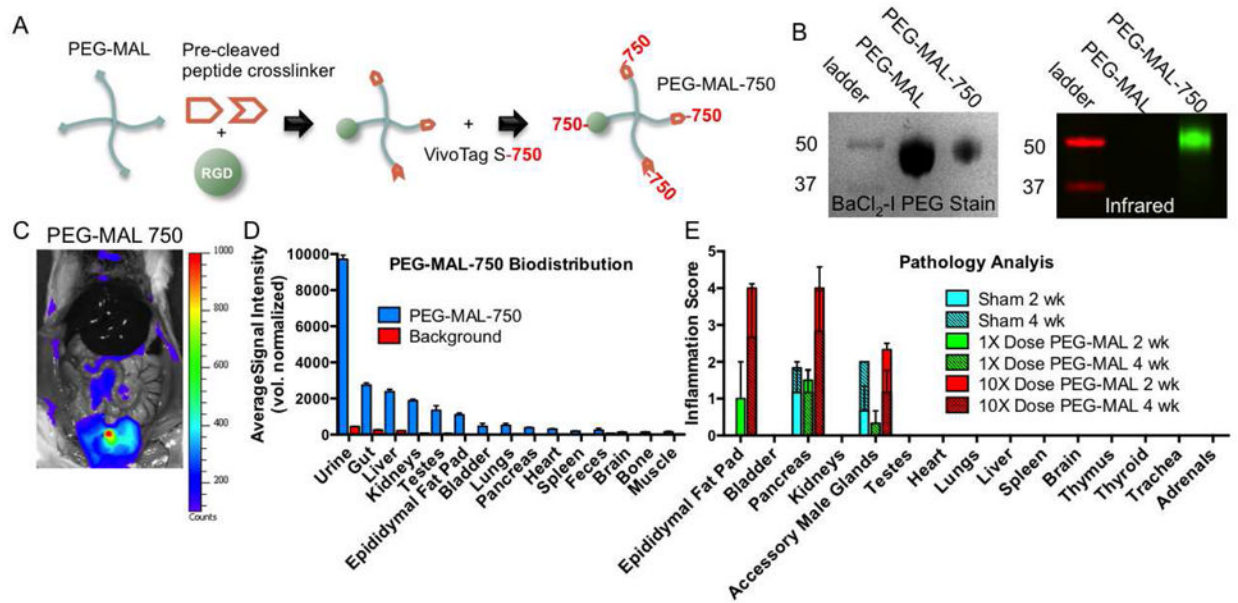 A
PEG-MAL
Pre-cleaved
peptide crosslinker
+
RGD
+
VivoTag S-750
-750
PEG-MAL-750
750-
-750
-750
B
ladder
PEG-MAL
PEG-MAL-750
50
37
BaCl2-I PEG Stain
ladder
PEG-MAL
PEG-MAL-750
50
37
Infrared
C
PEG-MAL 750
1000
800
600
400
200
Counts
D
PEG-MAL-750 Biodistribution
AverageSignal Intensity
(vol. normalized)
10000
8000
6000
4000
2000
0
PEG-MAL-750
Background
Urine
Gut
Liver
Kidneys
Testes
Epididymal Fat Pad
Bladder
Lungs
Pancreas
Heart
Spleen
Feces
Brain
Bone
Muscle
E
Pathology Analyis
Inflammation Score
5
4
3
2
1
0
Sham 2 wk
Sham 4 wk
1X Dose PEG-MAL 2 wk
1X Dose PEG-MAL 4 wk
10X Dose PEG-MAL 2 wk
10X Dose PEG-MAL 4 wk
Epididymal Fat Pad
Bladder
Pancreas
Kidneys
Accessory Male Glands
Testes
Heart
Lungs
Liver
Spleen
Brain
Thymus
Thyroid
Trachea
Adrenals